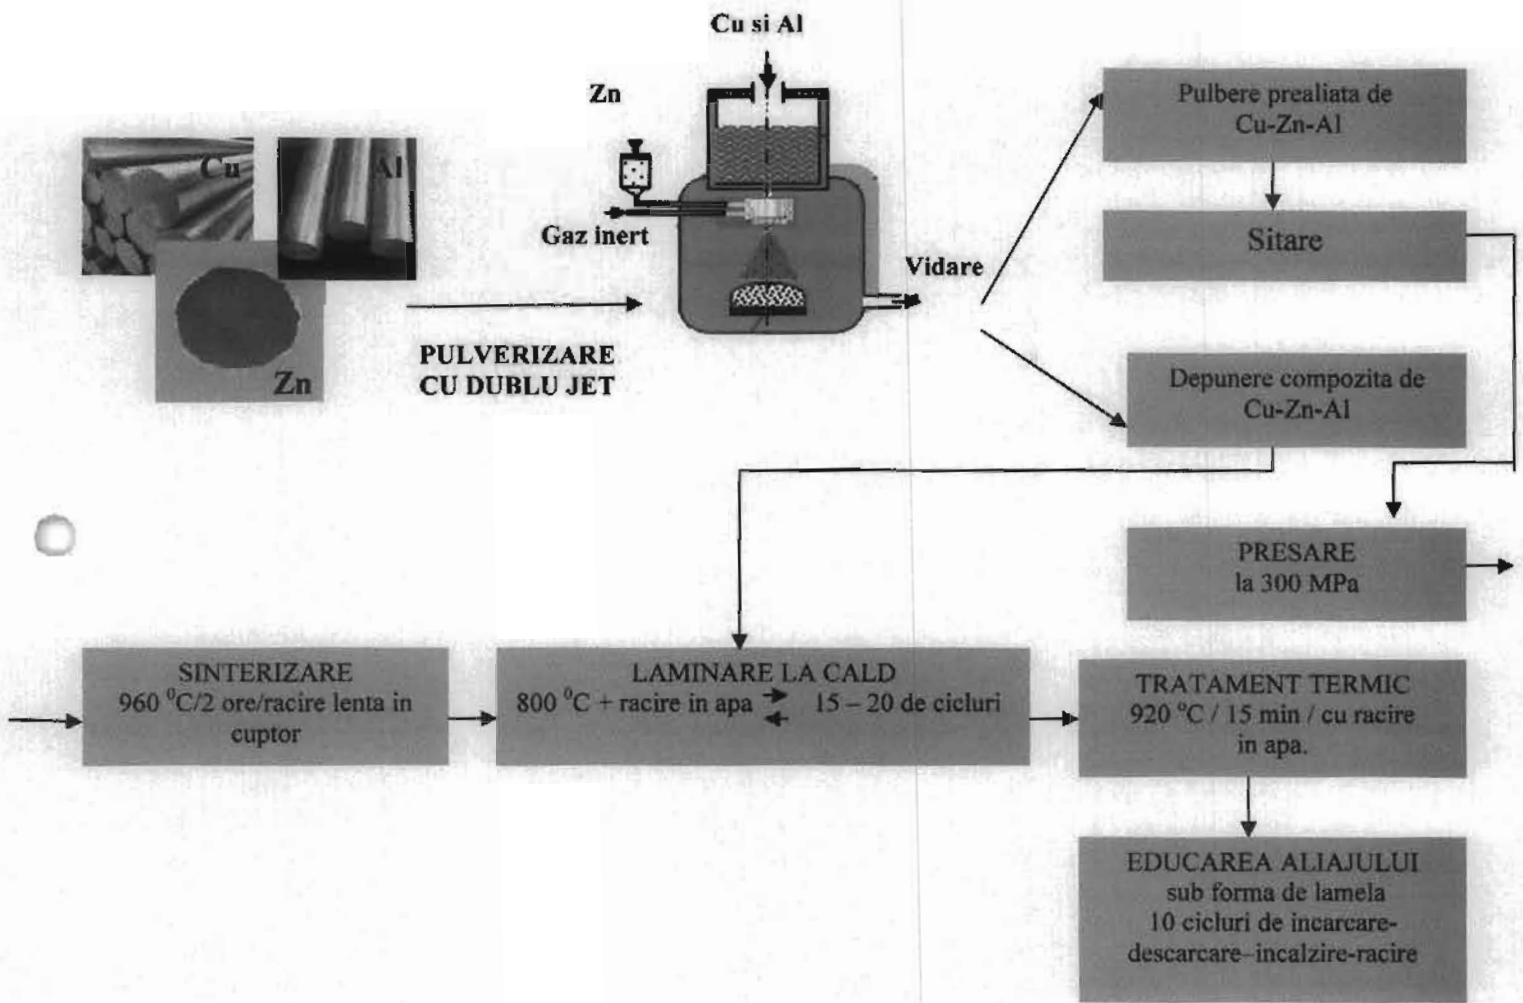 Cu si Al
Zn
Cu
Al
Zn
Gaz inert
Vidare
PULVERIZARE
CU DUBLU JET
Pulbere prealiata de
Cu-Zn-Al
Sitare
Depunere compozita de
Cu-Zn-Al
PRESARE
la 300 MPa
SINTERIZARE
960 ⁰C/2 ore/racire lenta in
cuptor
LAMINARE LA CALD
800 ⁰C + racire in apa 15 – 20 de cicluri
TRATAMENT TERMIC
920 °C / 15 min / cu racire
in apa.
EDUCAREA ALIAJULUI
sub forma de lamela
10 cicluri de incarcare-
descarcare–incalzire-racire